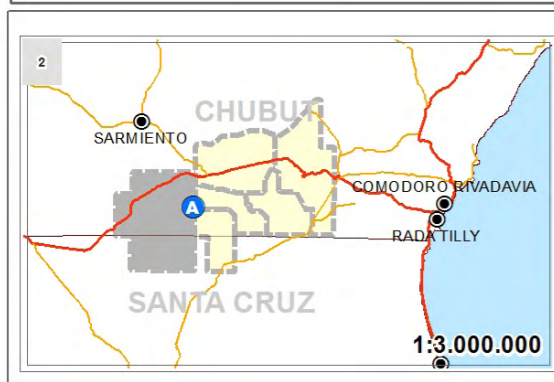 2
CHUBUT
SARMIENTO
COMODORO RIVADAVIA
A
RADA TILLY
SANTA CRUZ
1:3.000.000